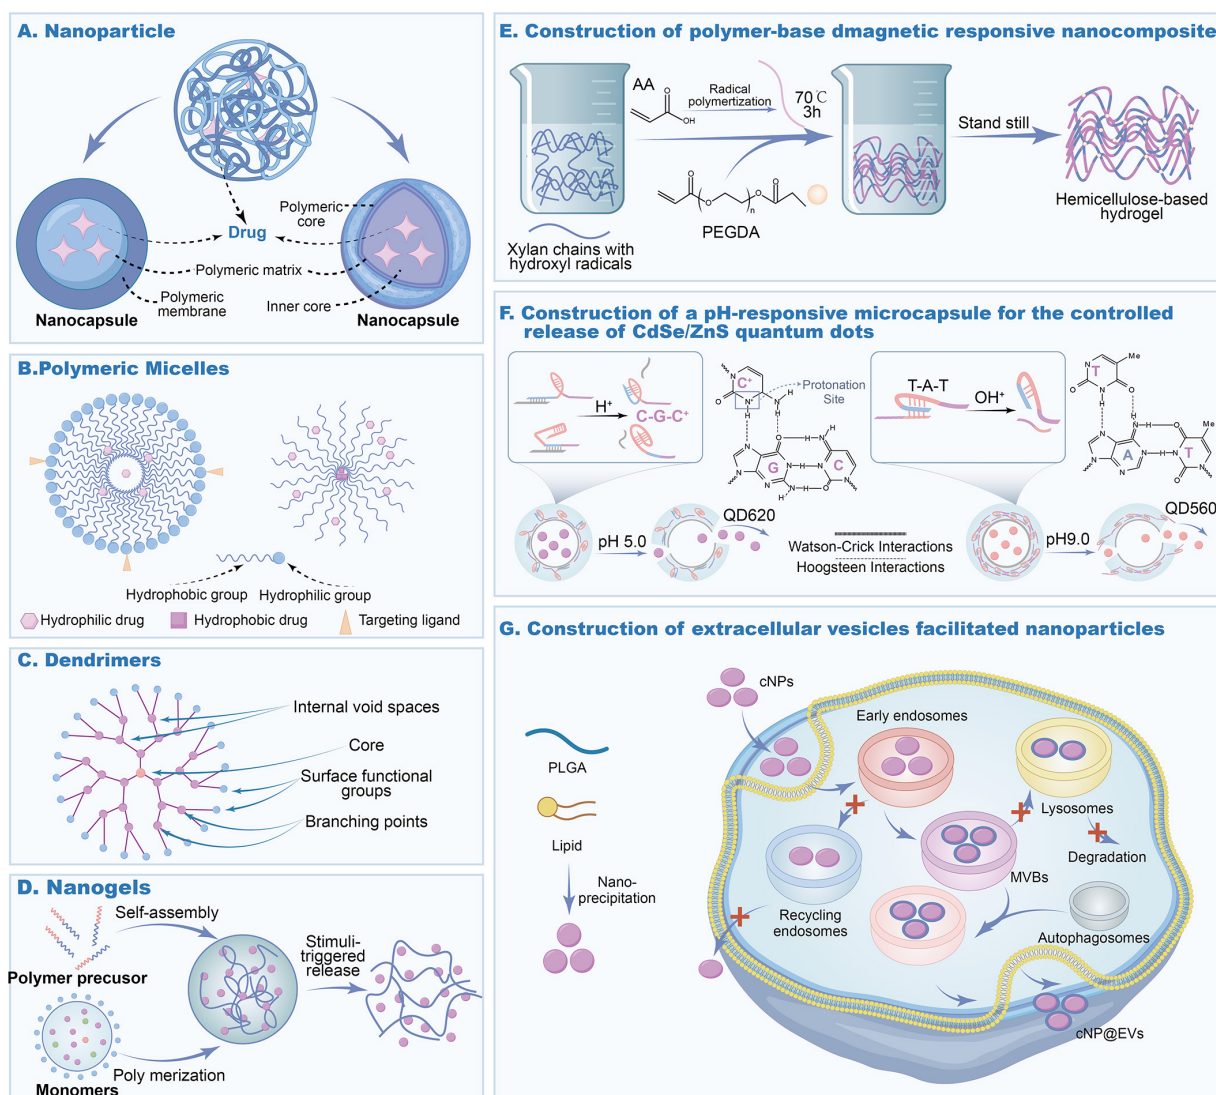 A. Nanoparticle
Drug
Polymeric
core
Polymeric matrix
Polymeric
membrane
Inner core
Nanocapsule
Nanocapsule
B.Polymeric Micelles
Hydrophobic group
Hydrophilic group
Hydrophilic drug
Hydrophobic drug
Targeting ligand
C. Dendrimers
Internal void spaces
Core
Surface functional
groups
Branching points
D. Nanogels
Self-assembly
Polymer precusor
Stimuli-
triggered
release
Poly merization
Monomers
E. Construction of polymer-base dmagnetic responsive nanocomposite
AA
O
OH
Radical
polymertization
70℃
3h
Stand still
O
O
n
O
O
PEGDA
Xylan chains with
hydroxyl radicals
Hemicellulose-based
hydrogel
F. Construction of a pH-responsive microcapsule for the controlled
release of CdSe/ZnS quantum dots
H⁺
C-G-C⁺
N
C⁺
O
N⁺
N
H
H
H
Protonation
Site
O
H
N
H
N
N
G
N
H
N
C
N
N
H
N
H
O
T-A-T
OH⁺
N
T
Me
O
N
O
H
H
N
H
O
Me
N
N
A
N
N
H
N
T
O
pH 5.0
QD620
Watson-Crick Interactions
Hoogsteen Interactions
pH9.0
QD560
G. Construction of extracellular vesicles facilitated nanoparticles
cNPs
PLGA
Lipid
Nano-
precipitation
Early endosomes
Lysosomes
Degradation
MVBs
Recycling
endosomes
Autophagosomes
cNP@EVs